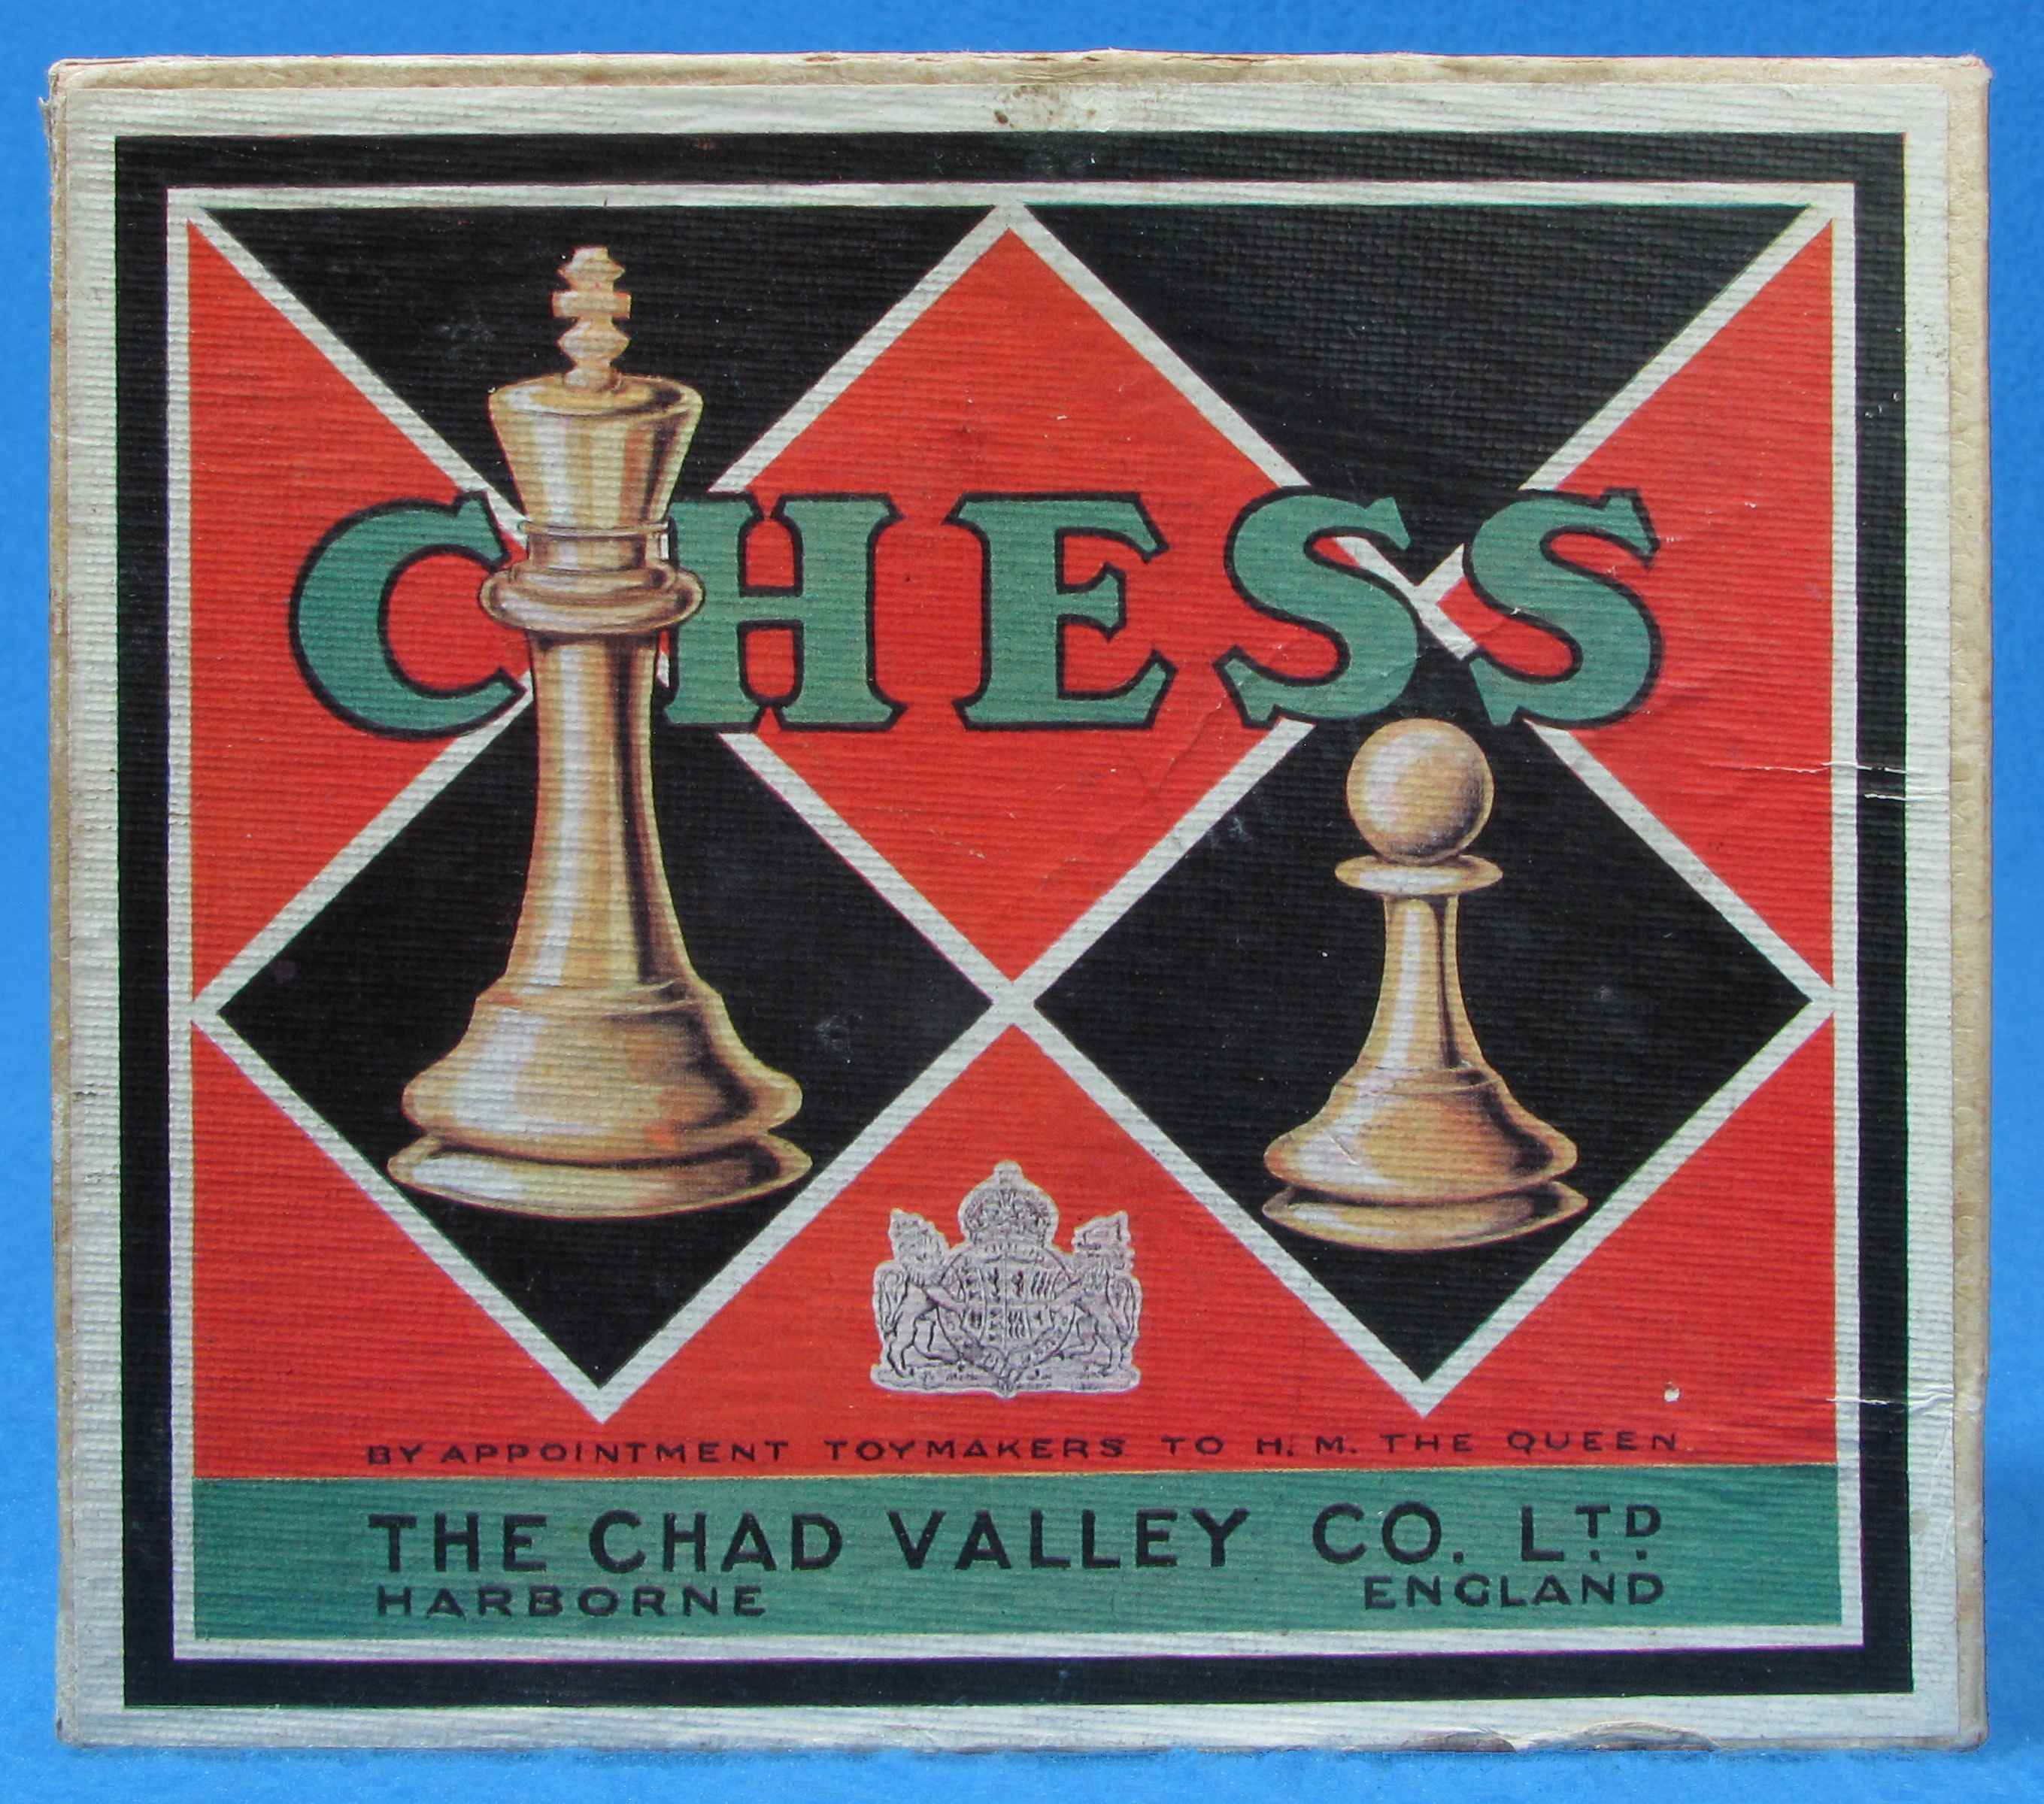 CHESS
BY APPOINTMENT TOYMAKERS TO H. M. THE QUEEN
THE CHAD VALLEY CO. LTD
HARBORNE ENGLAND